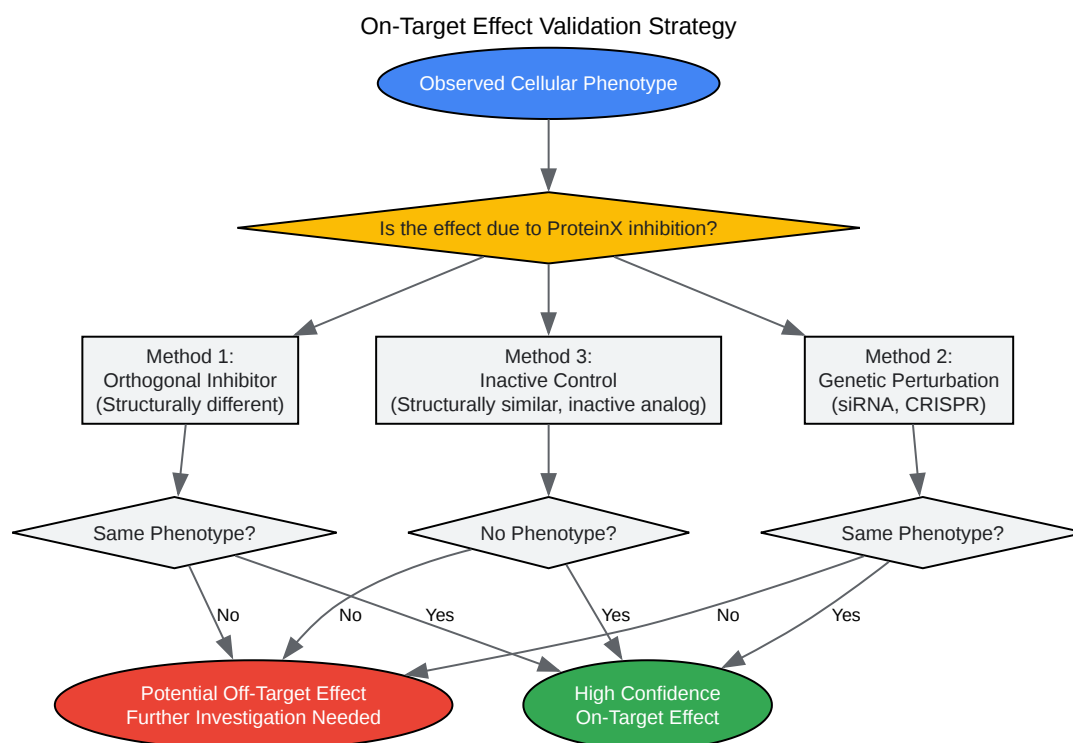 On-Target Effect Validation Strategy
Observed Cellular Phenotype
Is the effect due to ProteinX inhibition?
Method 1:
Orthogonal Inhibitor
(Structurally different)
Method 3:
Inactive Control
(Structurally similar, inactive analog)
Method 2:
Genetic Perturbation
(siRNA, CRISPR)
Same Phenotype?
No Phenotype?
Same Phenotype?
No
Yes
No
Yes
No
Yes
Potential Off-Target Effect
Further Investigation Needed
High Confidence
On-Target Effect